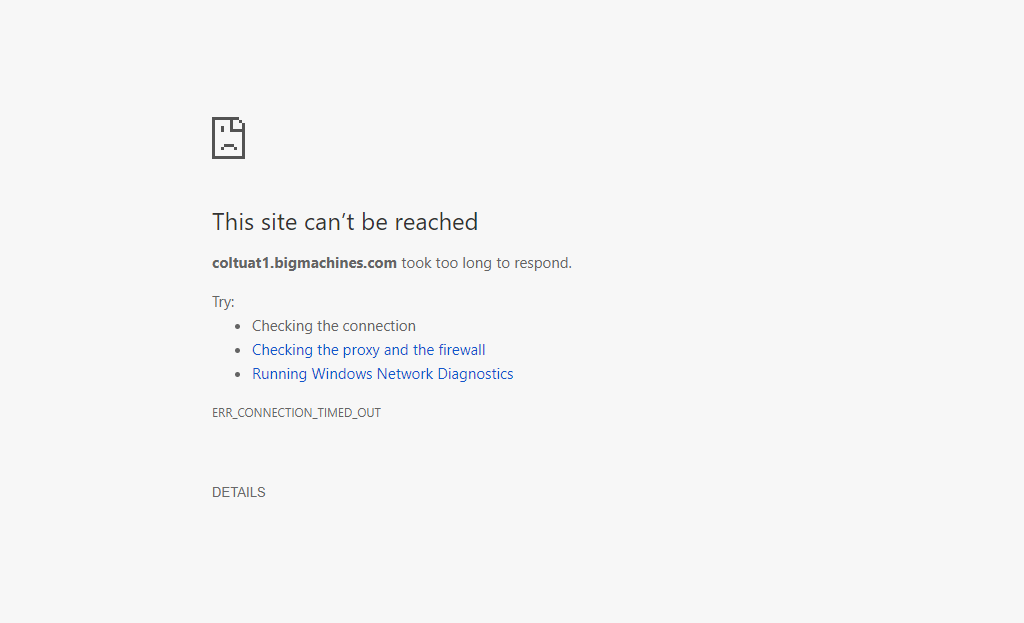 This site can’t be reached
coltuat1.bigmachines.com took too long to respond.
Try:
Checking the connection
Checking the proxy and the firewall
Running Windows Network Diagnostics
ERR_CONNECTION_TIMED_OUT
DETAILS